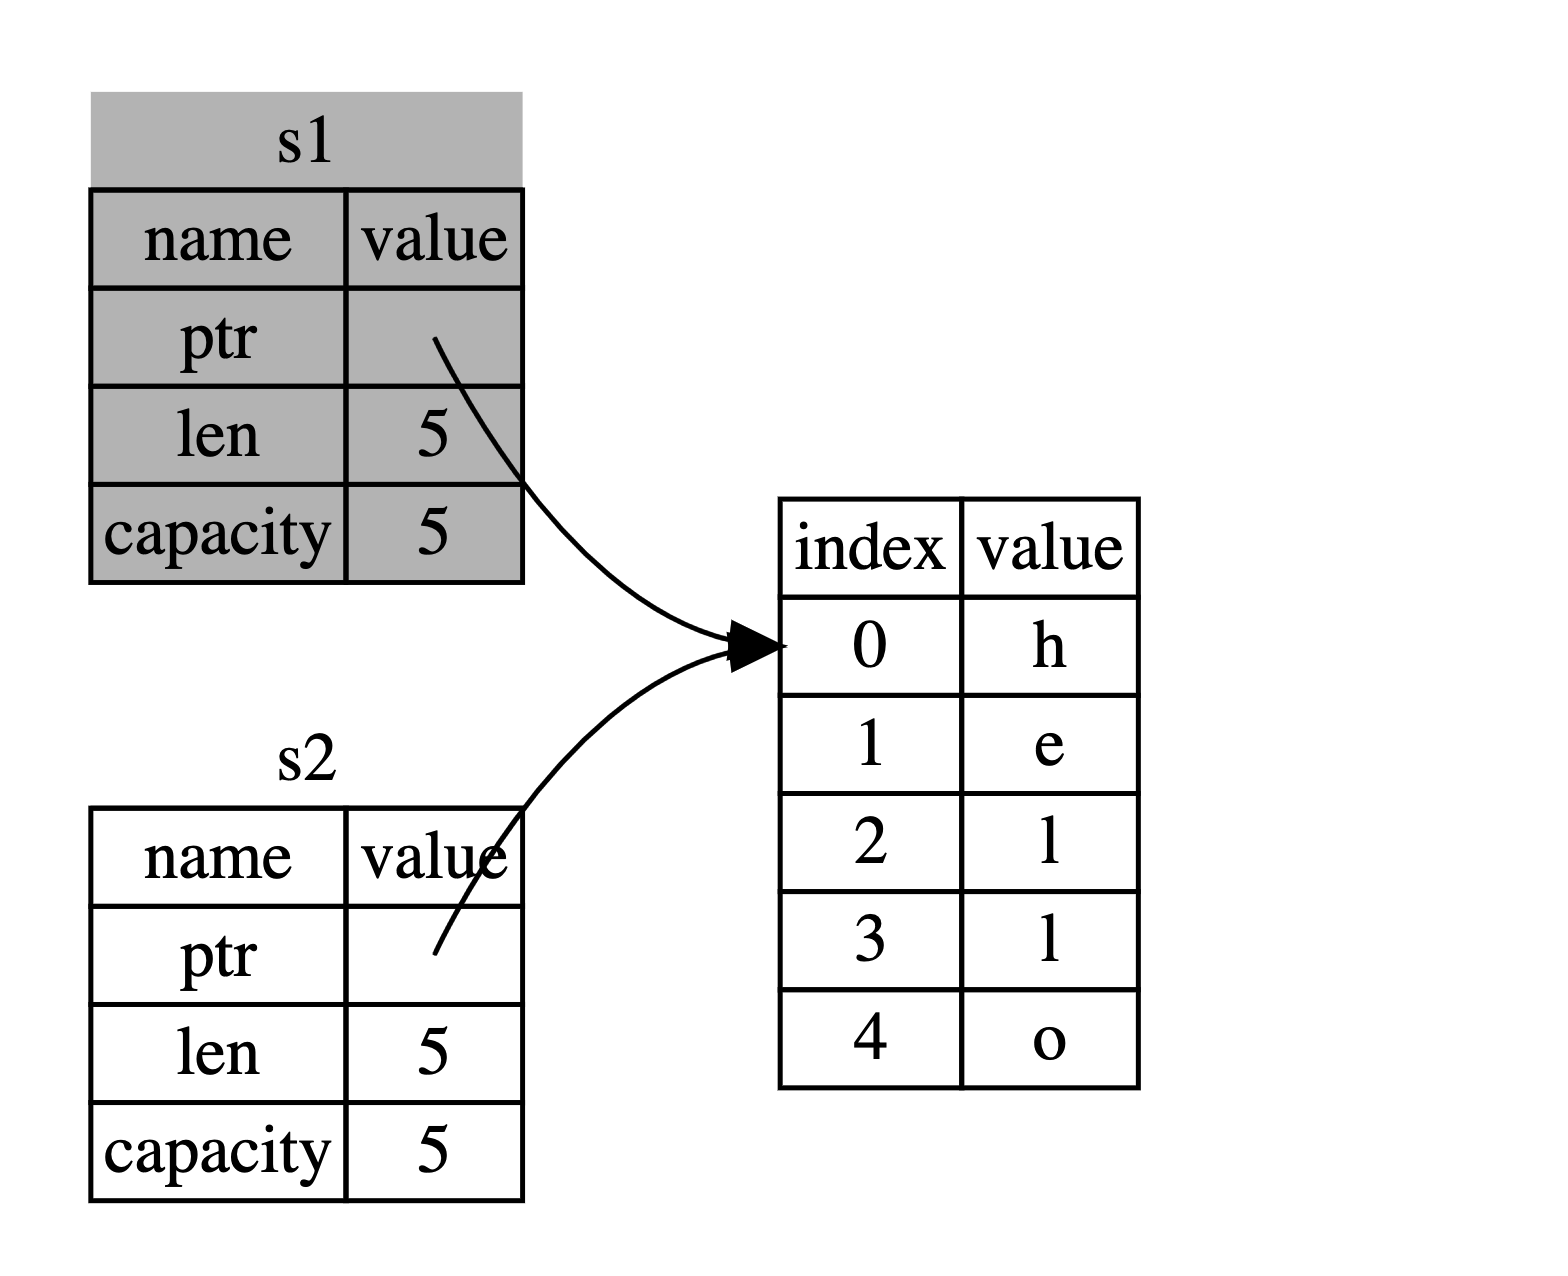 s1
name value
ptr
len 5
capacity 5
s2
name value
ptr
len 5
capacity 5
index value
0 h
1 e
2 l
3 l
4 o